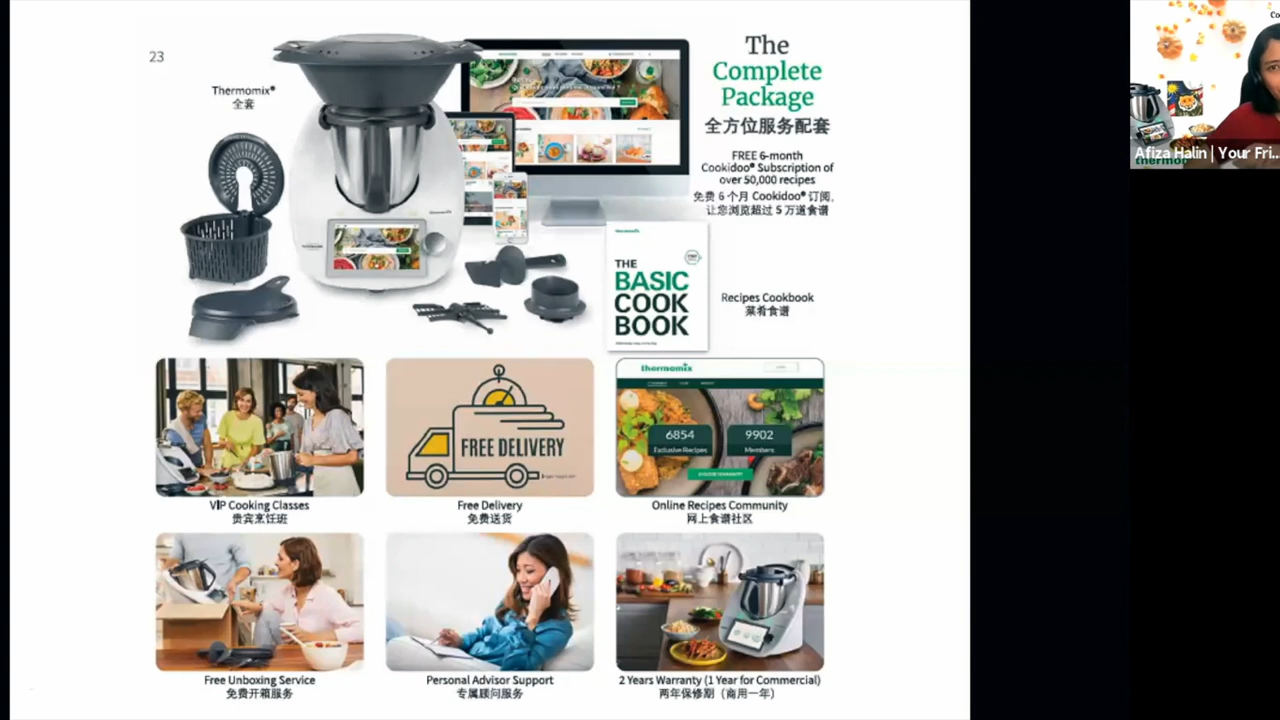 23
Thermomix®
全套
The
Complete
Package
全方位服务配套
FREE 6-month
Cookidoo® Subscription of
over 50,000 recipes
免费 6 个月 Cookidoo® 订阅,
让您浏览超过 5 万道食谱
THE
BASIC
COOK
BOOK
Recipes Cookbook
菜肴食谱
FREE DELIVERY
thermomix
6854
Exclusive Recipes
9902
Members
VIP Cooking Classes
贵宾烹饪班
Free Delivery
免费送货
Online Recipes Community
网上食谱社区
Free Unboxing Service
免费开箱服务
Personal Advisor Support
专属顾问服务
2 Years Warranty (1 Year for Commercial)
两年保修期（商用一年）
Afiza Halin | Your Fri...